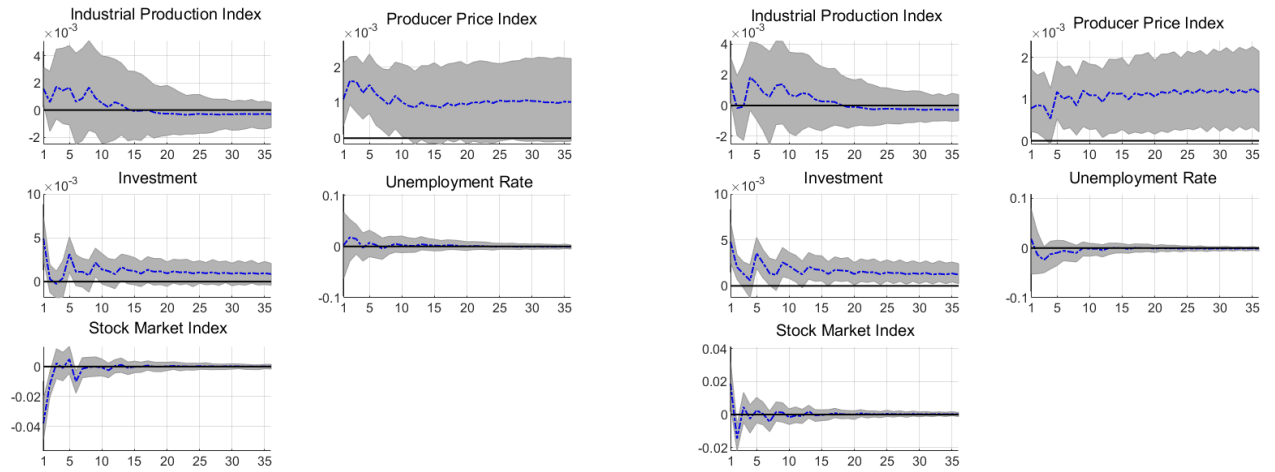 Industrial Production Index
×10⁻³
4
2
0
-2
1 5 10 15 20 25 30 35
Producer Price Index
×10⁻³
2
1
0
1 5 10 15 20 25 30 35
Investment
×10⁻³
10
5
0
1 5 10 15 20 25 30 35
Unemployment Rate
0.1
0
-0.1
1 5 10 15 20 25 30 35
Stock Market Index
0
-0.02
-0.04
1 5 10 15 20 25 30 35
Industrial Production Index
×10⁻³
4
2
0
-2
1 5 10 15 20 25 30 35
Producer Price Index
×10⁻³
2
1
0
1 5 10 15 20 25 30 35
Investment
×10⁻³
10
5
0
1 5 10 15 20 25 30 35
Unemployment Rate
0.1
0
-0.1
1 5 10 15 20 25 30 35
Stock Market Index
0.04
0.02
0
-0.02
1 5 10 15 20 25 30 35